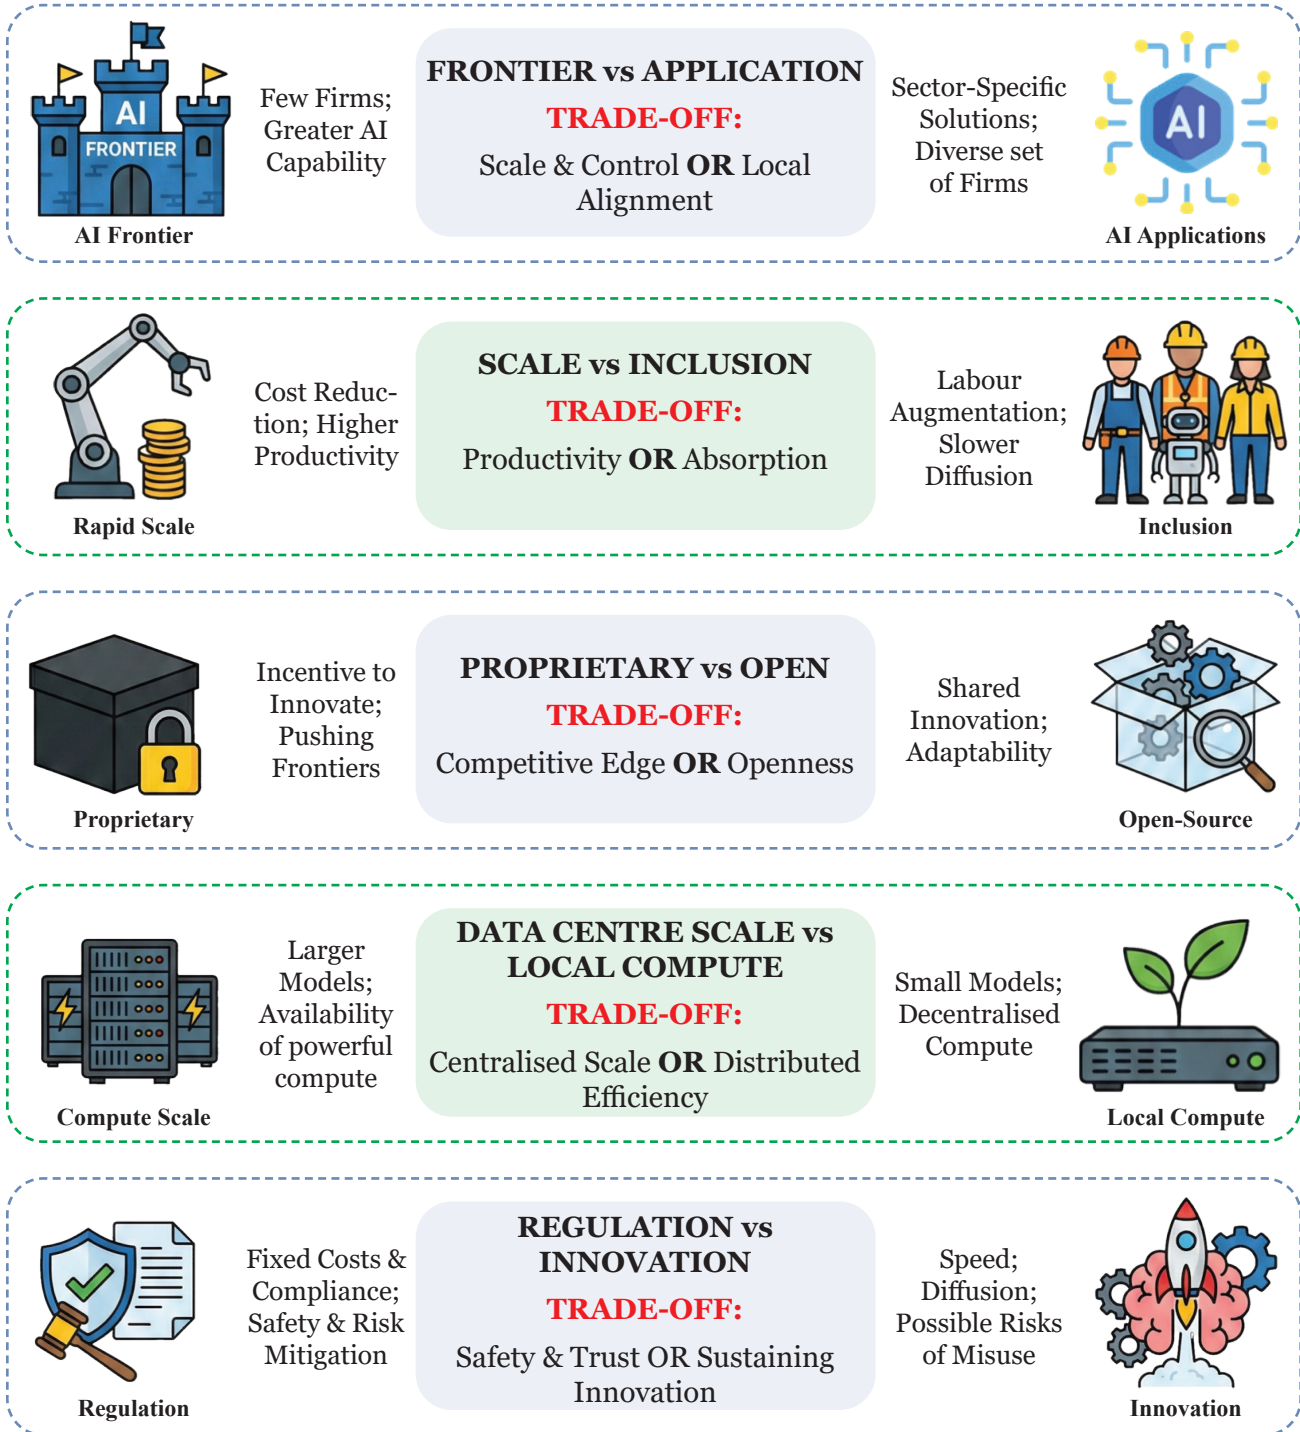 AI
FRONTIER
AI Frontier
Few Firms;
Greater AI
Capability
FRONTIER vs APPLICATION
TRADE-OFF:
Scale & Control OR Local
Alignment
Sector-Specific
Solutions;
Diverse set
of Firms
AI
AI Applications
Rapid Scale
Cost Reduc-
tion; Higher
Productivity
SCALE vs INCLUSION
TRADE-OFF:
Productivity OR Absorption
Labour
Augmentation;
Slower
Diffusion
Inclusion
Proprietary
Incentive to
Innovate;
Pushing
Frontiers
PROPRIETARY vs OPEN
TRADE-OFF:
Competitive Edge OR Openness
Shared
Innovation;
Adaptability
Open-Source
Compute Scale
Larger
Models;
Availability
of powerful
compute
DATA CENTRE SCALE vs
LOCAL COMPUTE
TRADE-OFF:
Centralised Scale OR Distributed
Efficiency
Small Models;
Decentralised
Compute
Local Compute
Regulation
Fixed Costs &
Compliance;
Safety & Risk
Mitigation
REGULATION vs
INNOVATION
TRADE-OFF:
Safety & Trust OR Sustaining
Innovation
Speed;
Diffusion;
Possible Risks
of Misuse
Innovation